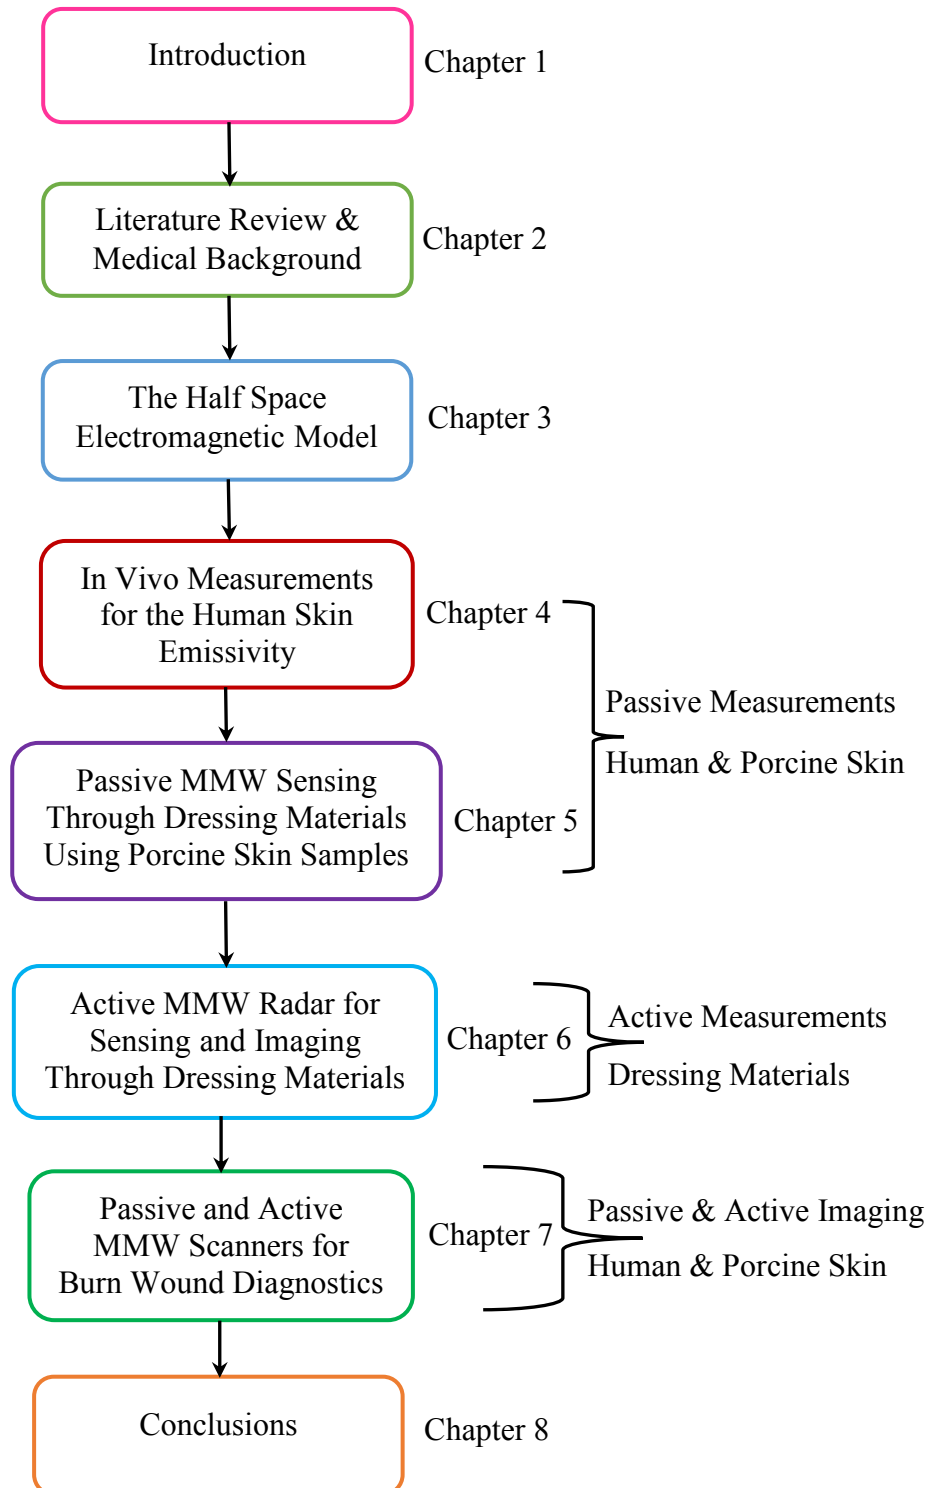 Introduction
Chapter 1
Literature Review &
Medical Background
Chapter 2
The Half Space
Electromagnetic Model
Chapter 3
In Vivo Measurements
for the Human Skin
Emissivity
Chapter 4
Passive MMW Sensing
Through Dressing Materials
Using Porcine Skin Samples
Chapter 5
Passive Measurements
Human & Porcine Skin
Active MMW Radar for
Sensing and Imaging
Through Dressing Materials
Chapter 6
Active Measurements
Dressing Materials
Passive and Active
MMW Scanners for
Burn Wound Diagnostics
Chapter 7
Passive & Active Imaging
Human & Porcine Skin
Conclusions
Chapter 8